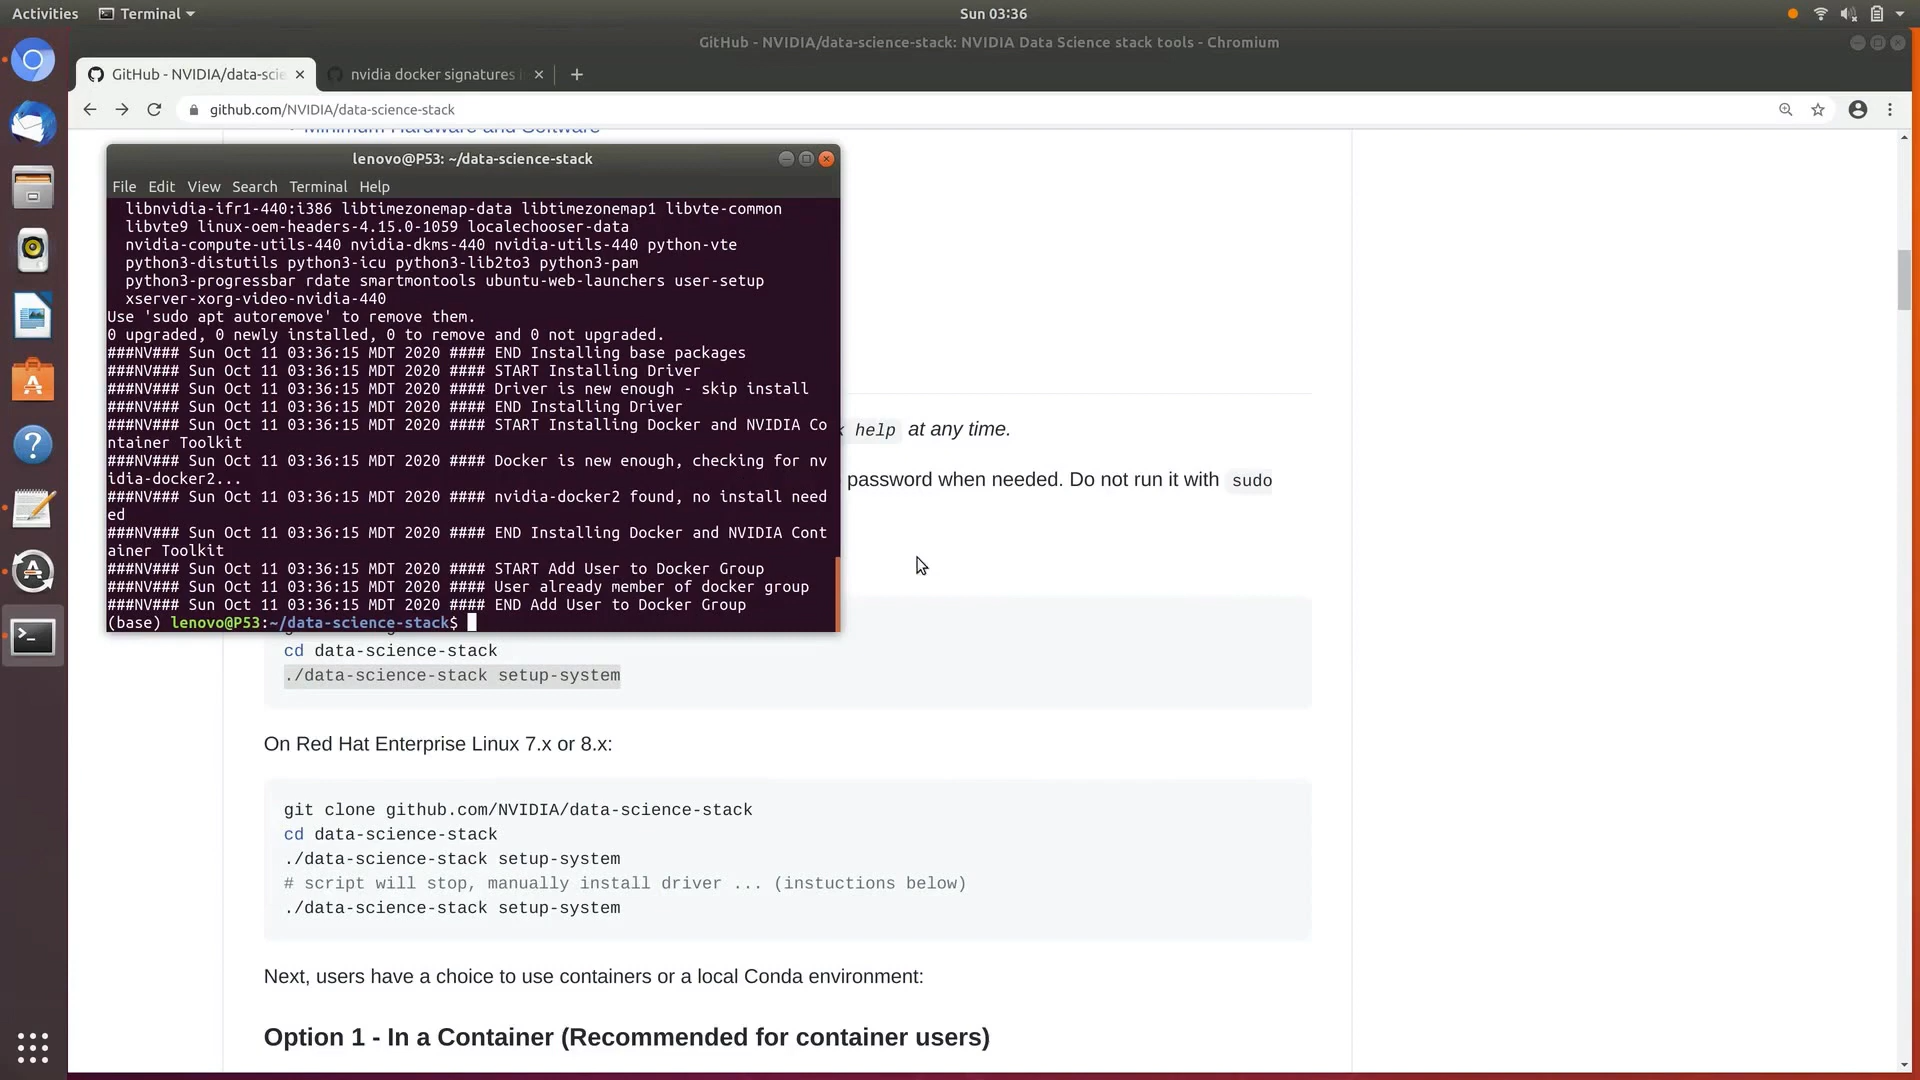 Activities
Terminal
Sun 03:36
GitHub - NVIDIA/data-science-stack: NVIDIA Data Science stack tools - Chromium
GitHub - NVIDIA/data-scie
nvidia docker signatures
github.com/NVIDIA/data-science-stack
Minimum Hardware and Software
lenovo@P53: ~/data-science-stack
File Edit View Search Terminal Help
libnvidia-ifr1-440:i386 libtimezonemap-data libtimezonemap1 libvte-common
libvte9 linux-oem-headers-4.15.0-1059 localechooser-data
nvidia-compute-utils-440 nvidia-dkms-440 nvidia-utils-440 python-vte
python3-distutils python3-icu python3-lib2to3 python3-pam
python3-progressbar rdate smartmontools ubuntu-web-launchers user-setup
xserver-xorg-video-nvidia-440
Use 'sudo apt autoremove' to remove them.
0 upgraded, 0 newly installed, 0 to remove and 0 not upgraded.
###NV### Sun Oct 11 03:36:15 MDT 2020 #### END Installing base packages
###NV### Sun Oct 11 03:36:15 MDT 2020 #### START Installing Driver
###NV### Sun Oct 11 03:36:15 MDT 2020 #### Driver is new enough - skip install
###NV### Sun Oct 11 03:36:15 MDT 2020 #### END Installing Driver
###NV### Sun Oct 11 03:36:15 MDT 2020 #### START Installing Docker and NVIDIA Co
ntainer Toolkit
###NV### Sun Oct 11 03:36:15 MDT 2020 #### Docker is new enough, checking for nv
idia-docker2...
###NV### Sun Oct 11 03:36:15 MDT 2020 #### nvidia-docker2 found, no install need
ed
###NV### Sun Oct 11 03:36:15 MDT 2020 #### END Installing Docker and NVIDIA Cont
ainer Toolkit
###NV### Sun Oct 11 03:36:15 MDT 2020 #### START Add User to Docker Group
###NV### Sun Oct 11 03:36:15 MDT 2020 #### User already member of docker group
###NV### Sun Oct 11 03:36:15 MDT 2020 #### END Add User to Docker Group
(base) lenovo@P53:~/data-science-stack$
help at any time.
password when needed. Do not run it with sudo
cd data-science-stack
./data-science-stack setup-system
On Red Hat Enterprise Linux 7.x or 8.x:
git clone github.com/NVIDIA/data-science-stack
cd data-science-stack
./data-science-stack setup-system
# script will stop, manually install driver ... (instuctions below)
./data-science-stack setup-system
Next, users have a choice to use containers or a local Conda environment:
Option 1 - In a Container (Recommended for container users)